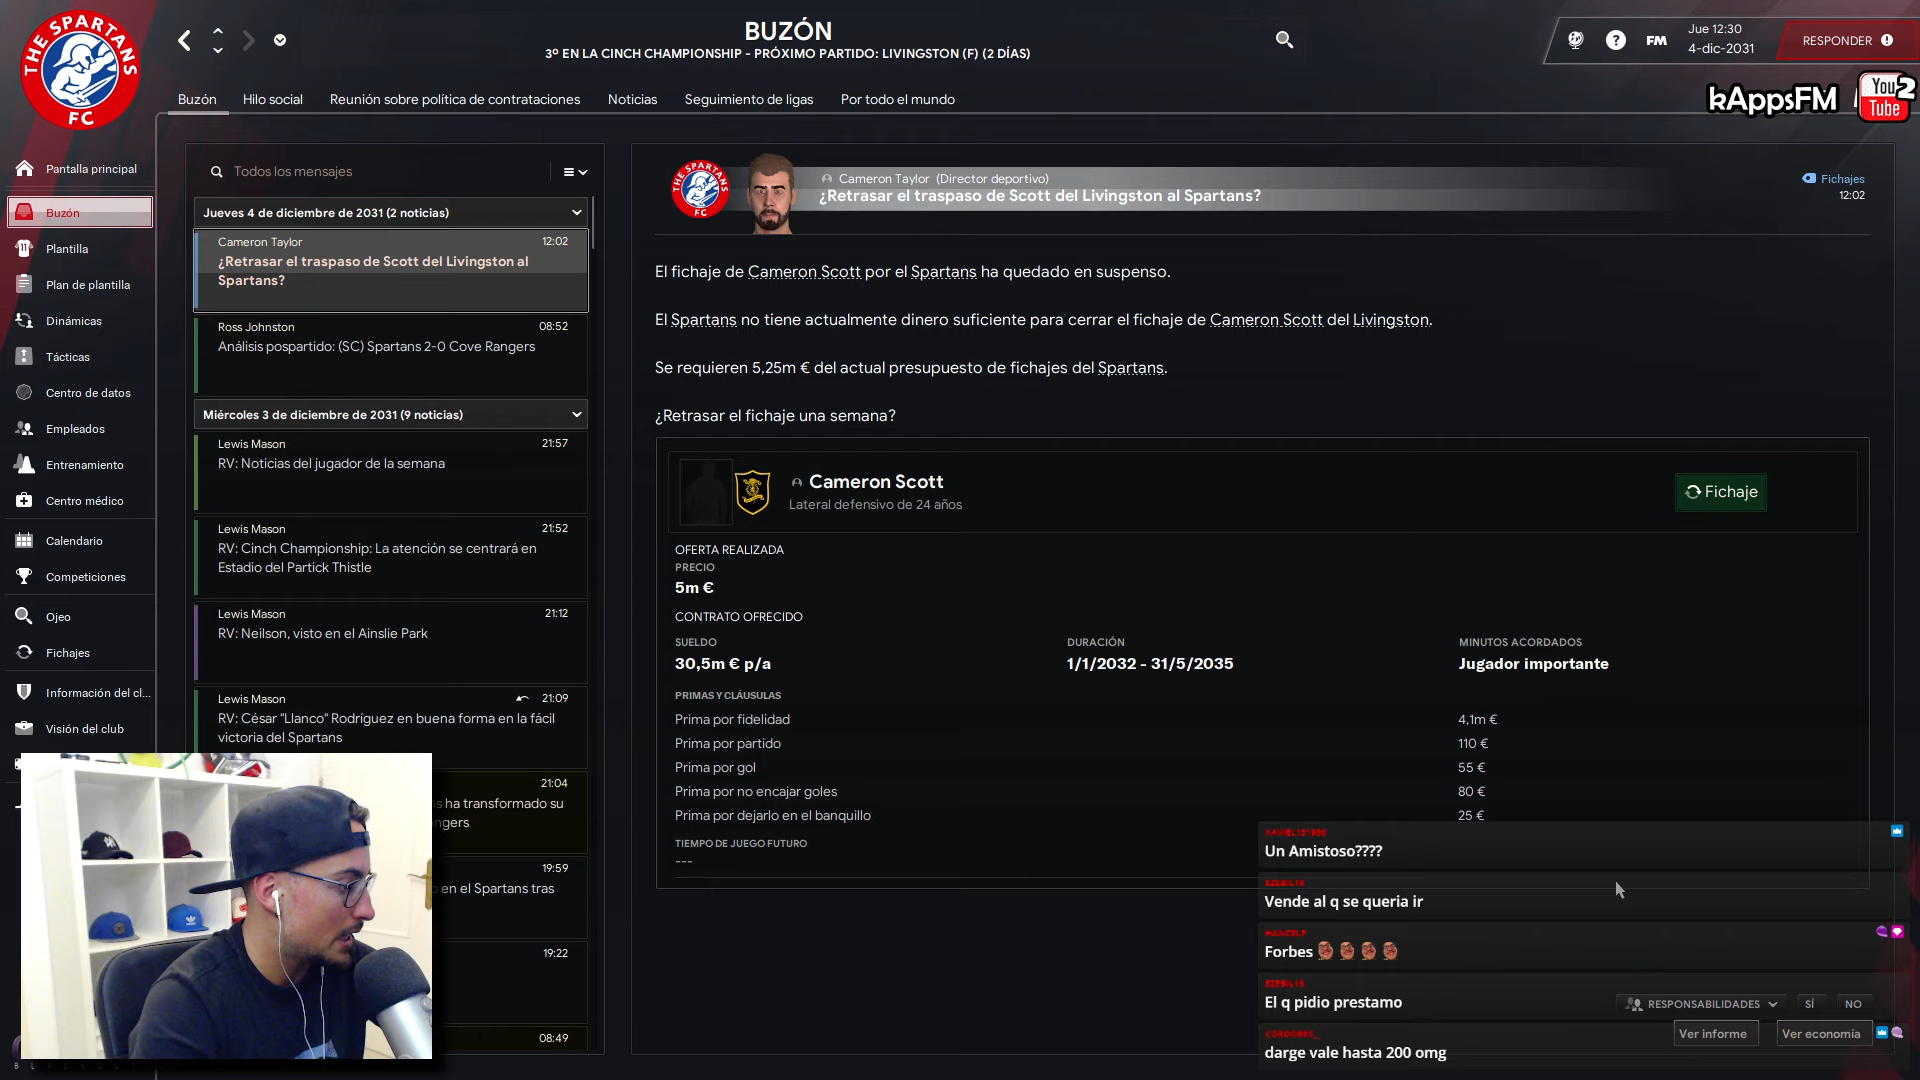 THE SPARTANS
FC
BUZÓN
3º EN LA CINCH CHAMPIONSHIP - PRÓXIMO PARTIDO: LIVINGSTON (F) (2 DÍAS)
FM
Jue 12:30
4-dic-2031
RESPONDER
Buzón
Hilo social
Reunión sobre política de contrataciones
Noticias
Seguimiento de ligas
Por todo el mundo
kAppsFM
You2
Tube
Pantalla principal
Buzón
Plantilla
Plan de plantilla
Dinámicas
Tácticas
Centro de datos
Empleados
Entrenamiento
Centro médico
Calendario
Competiciones
Ojeo
Fichajes
Información del cl...
Visión del club
Todos los mensajes
Jueves 4 de diciembre de 2031 (2 noticias)
Cameron Taylor
12:02
¿Retrasar el traspaso de Scott del Livingston al
Spartans?
Ross Johnston
08:52
Análisis pospartido: (SC) Spartans 2-0 Cove Rangers
Miércoles 3 de diciembre de 2031 (9 noticias)
Lewis Mason
21:57
RV: Noticias del jugador de la semana
Lewis Mason
21:52
RV: Cinch Championship: La atención se centrará en
Estadio del Partick Thistle
Lewis Mason
21:12
RV: Neilson, visto en el Ainslie Park
Lewis Mason
21:09
RV: César "Llanco" Rodríguez en buena forma en la fácil
victoria del Spartans
21:04
s ha transformado su
ngers
19:59
o en el Spartans tras
19:22
08:49
THE SPARTANS
FC
Cameron Taylor (Director deportivo)
¿Retrasar el traspaso de Scott del Livingston al Spartans?
Fichajes
12:02
El fichaje de Cameron Scott por el Spartans ha quedado en suspenso.
El Spartans no tiene actualmente dinero suficiente para cerrar el fichaje de Cameron Scott del Livingston.
Se requieren 5,25m € del actual presupuesto de fichajes del Spartans.
¿Retrasar el fichaje una semana?
Cameron Scott
Lateral defensivo de 24 años
Fichaje
OFERTA REALIZADA
PRECIO
5m €
CONTRATO OFRECIDO
SUELDO
30,5m € p/a
DURACIÓN
1/1/2032 - 31/5/2035
MINUTOS ACORDADOS
Jugador importante
PRIMAS Y CLÁUSULAS
Prima por fidelidad
4,1m €
Prima por partido
110 €
Prima por gol
55 €
Prima por no encajar goles
80 €
Prima por dejarlo en el banquillo
25 €
TIEMPO DE JUEGO FUTURO
---
Un Amistoso????
Vende al q se queria ir
Forbes
El q pidio prestamo
darge vale hasta 200 omg
RESPONSABILIDADES
SÍ
NO
Ver informe
Ver economía